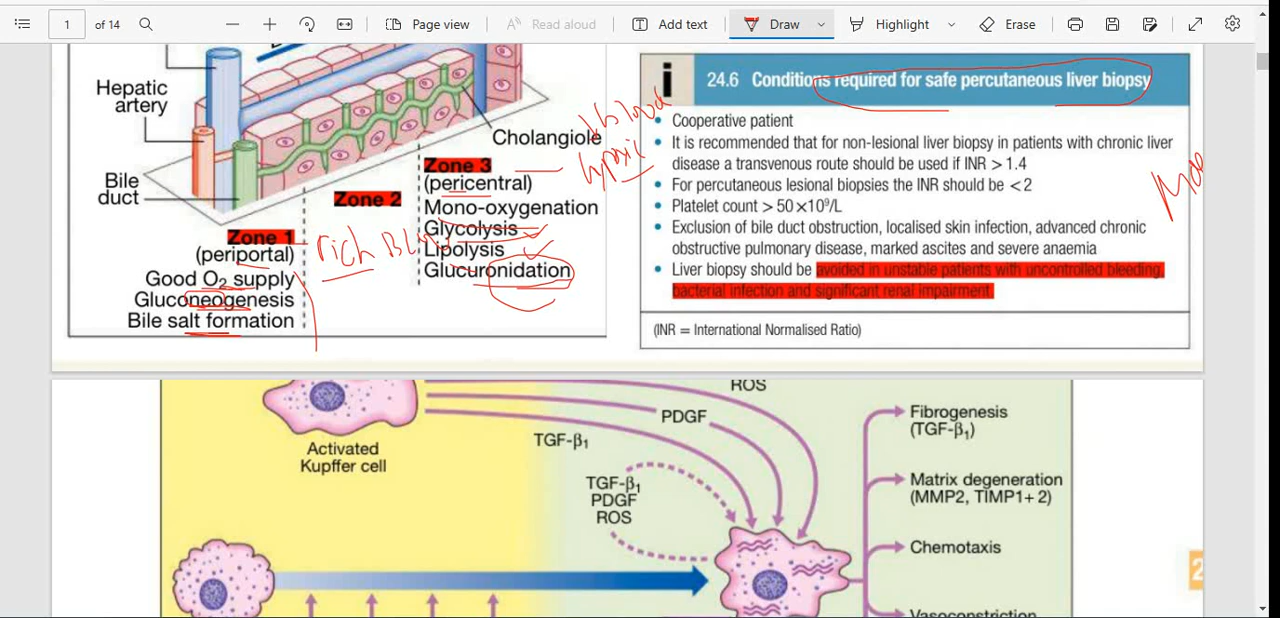 1 of 14
Page view
Read aloud
Add text
Draw
Highlight
Erase
Hepatic
artery
Bile
duct
Cholangiole
Zone 1
(periportal)
Good O₂ supply
Gluconeogenesis
Bile salt formation
Zone 2
Zone 3
(pericentral)
Mono-oxygenation
Glycolysis
Lipolysis
Glucuronidation
rich
blood
hypoxic
i
24.6 Conditions required for safe percutaneous liver biopsy
• Cooperative patient
• It is recommended that for non-lesional liver biopsy in patients with chronic liver
disease a transvenous route should be used if INR > 1.4
• For percutaneous lesional biopsies the INR should be < 2
• Platelet count > 50 × 10⁹/L
• Exclusion of bile duct obstruction, localised skin infection, advanced chronic
obstructive pulmonary disease, marked ascites and severe anaemia
• Liver biopsy should be avoided in unstable patients with uncontrolled bleeding,
bacterial infection and significant renal impairment.
(INR = International Normalised Ratio)
ROS
PDGF
TGF-β₁
Activated
Kupffer cell
TGF-β₁
PDGF
ROS
Fibrogenesis
(TGF-β₁)
Matrix degeneration
(MMP2, TIMP1+ 2)
Chemotaxis
Vasoconstriction
2